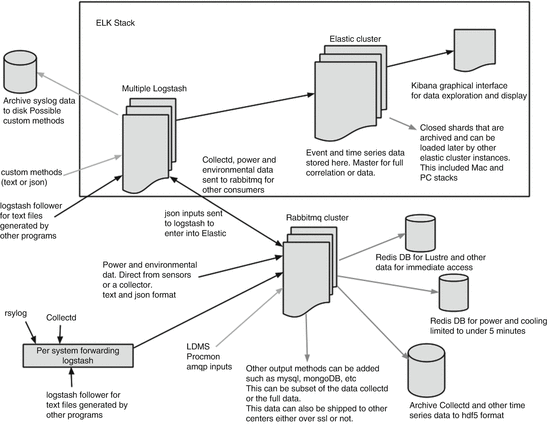 ELK Stack
Elastic cluster
Multiple Logstash
Kibana graphical interface
for data exploration and display
Archive syslog data
to disk Possible
custom methods
Closed shards that are
archived and can be
loaded later by other
elastic cluster instances.
This included Mac and
PC stacks
Event and time series data
stored here. Master for full
correlation or data.
Collectd, power and
environmental data
sent to rabbitmq for
other consumers
custom methods
(text or json)
logstash follower
for text files
generated by
other programs
json inputs sent
to logstash to
enter into Elastic
Rabbitmq cluster
Redis DB for Lustre and other
data for immediate access
Power and environmental
dat. Direct from sensors
or a collector.
text and json format
Redis DB for power and cooling
limited to under 5 minutes
rsylog
Collectd
Per system forwarding
logstash
LDMS
Procmon
amqp inputs
Other output methods can be added
such as mysql, mongoDB, etc
This can be subset of the data collectd
or the full data.
This data can also be shipped to other
centers either over ssl or not.
logstash follower for
text files generated by
other programs
Archive Collectd and other time
series data to hdf5 format